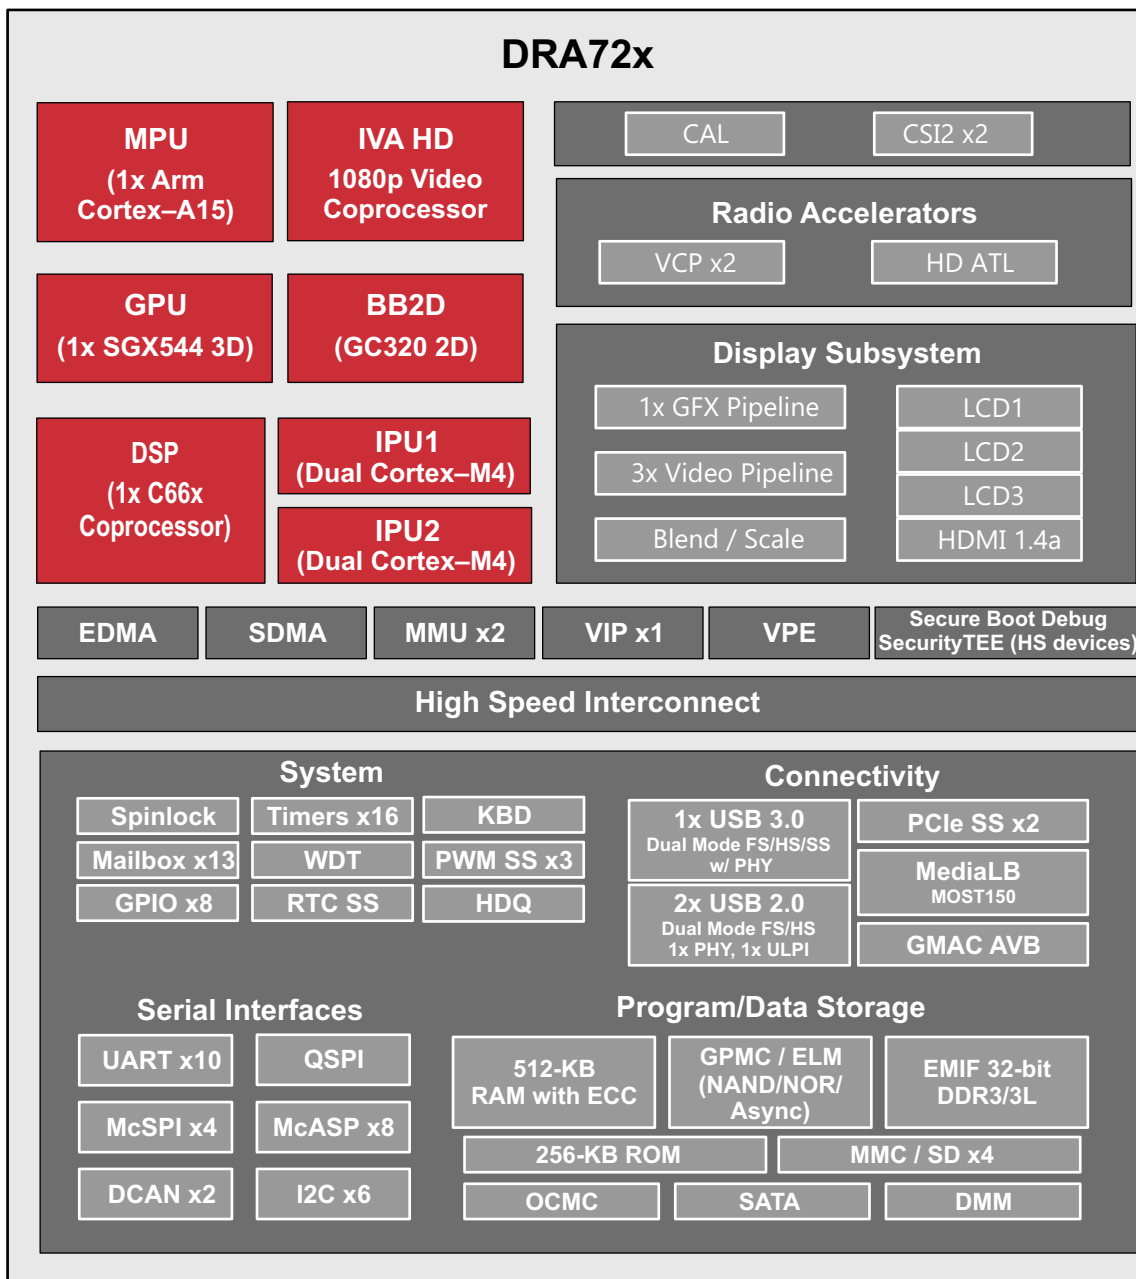 DRA72x
MPU
(1x Arm
Cortex–A15)
IVA HD
1080p Video
Coprocessor
CAL
CSI2 x2
Radio Accelerators
VCP x2
HD ATL
GPU
(1x SGX544 3D)
BB2D
(GC320 2D)
Display Subsystem
1x GFX Pipeline
3x Video Pipeline
Blend / Scale
LCD1
LCD2
LCD3
HDMI 1.4a
DSP
(1x C66x
Coprocessor)
IPU1
(Dual Cortex–M4)
IPU2
(Dual Cortex–M4)
EDMA
SDMA
MMU x2
VIP x1
VPE
Secure Boot Debug
SecurityTEE (HS devices)
High Speed Interconnect
System
Spinlock
Timers x16
KBD
Mailbox x13
WDT
PWM SS x3
GPIO x8
RTC SS
HDQ
Connectivity
1x USB 3.0
Dual Mode FS/HS/SS
w/ PHY
2x USB 2.0
Dual Mode FS/HS
1x PHY, 1x ULPI
PCIe SS x2
MediaLB
MOST150
GMAC AVB
Serial Interfaces
UART x10
QSPI
McSPI x4
McASP x8
DCAN x2
I2C x6
Program/Data Storage
512-KB
RAM with ECC
GPMC / ELM
(NAND/NOR/
Async)
EMIF 32-bit
DDR3/3L
256-KB ROM
MMC / SD x4
OCMC
SATA
DMM